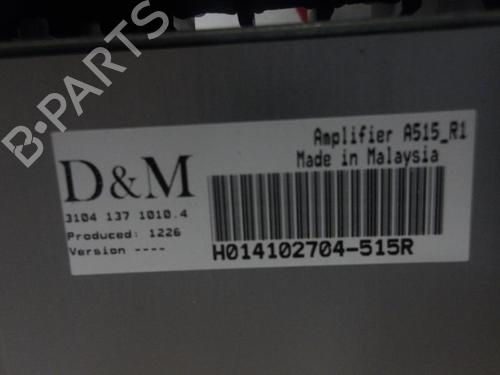 B-PARTS
Amplifier A515_R1
Made in Malaysia
D&M
3104 137 1010.4
Produced: 1226
Version ----
H014102704-515R